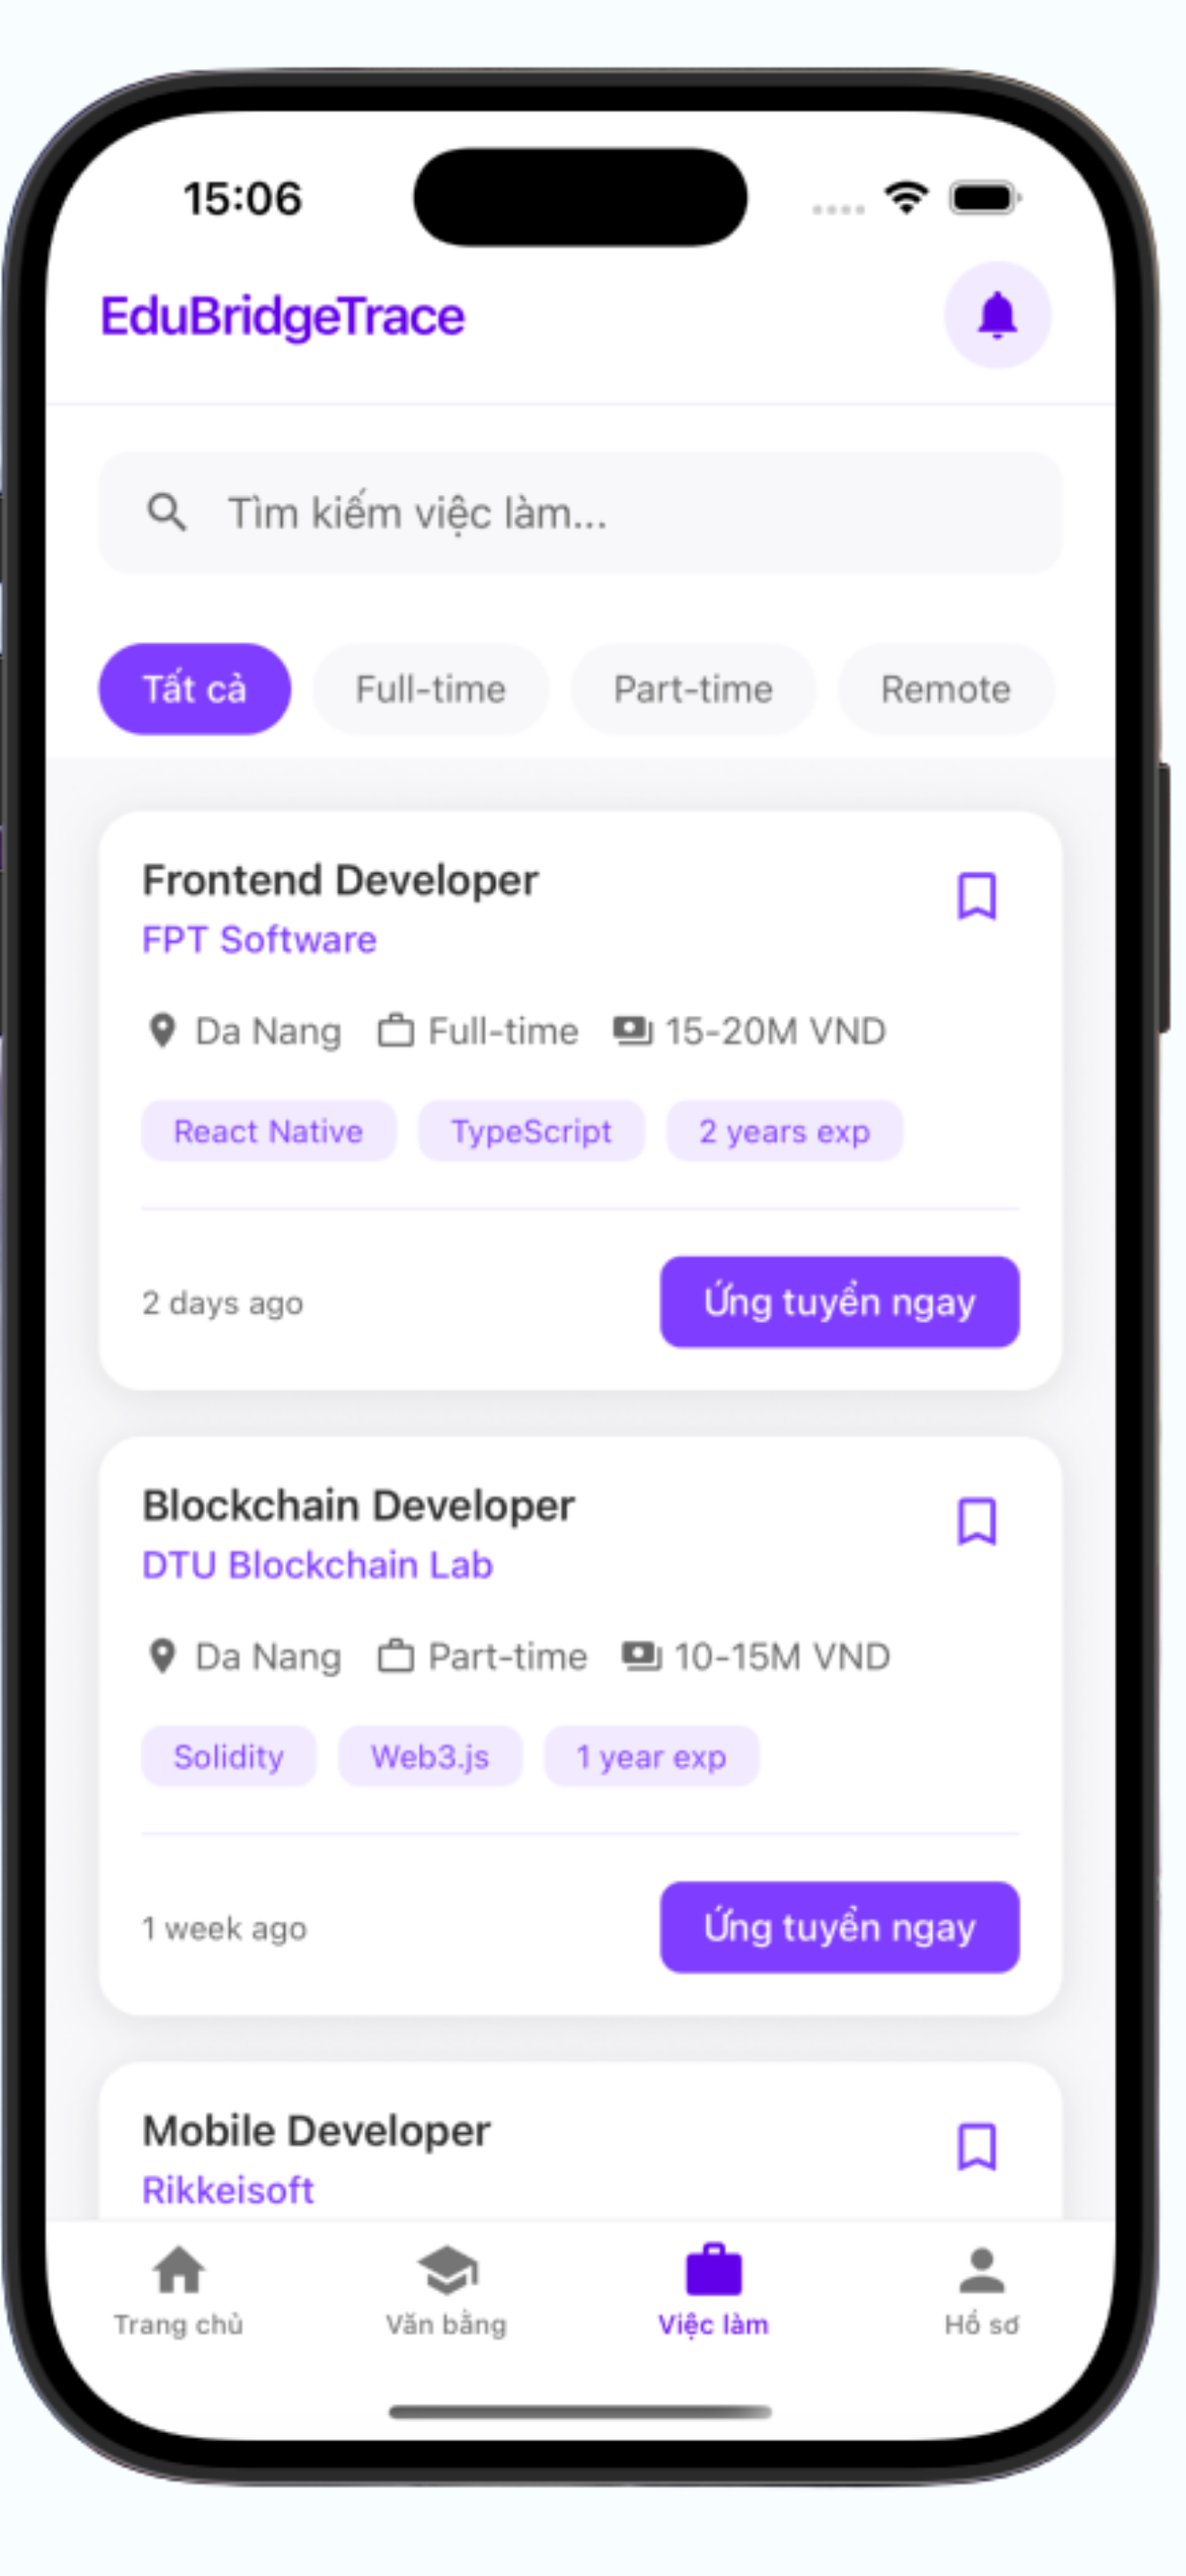 15:06
EduBridgeTrace
Tìm kiếm việc làm...
Tất cả Full-time Part-time Remote
Frontend Developer
FPT Software
Da Nang Full-time 15-20M VND
React Native TypeScript 2 years exp
2 days ago Ứng tuyển ngay
Blockchain Developer
DTU Blockchain Lab
Da Nang Part-time 10-15M VND
Solidity Web3.js 1 year exp
1 week ago Ứng tuyển ngay
Mobile Developer
Rikkeisoft
Trang chủ Văn bằng Việc làm Hồ sơ